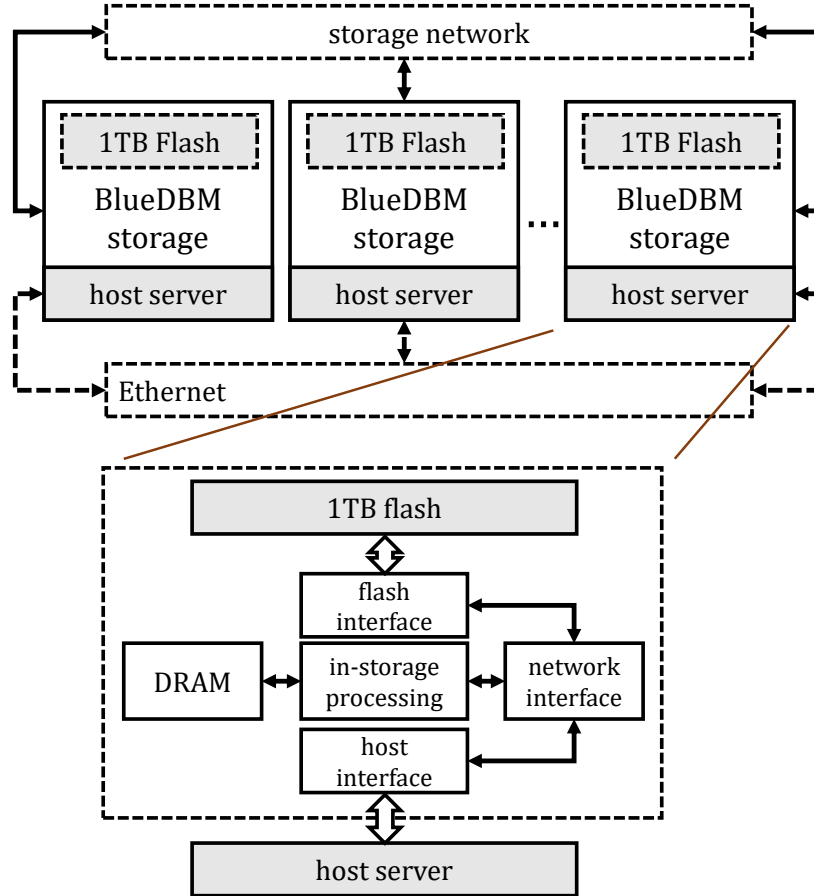 storage network
1TB Flash
BlueDBM
storage
host server
1TB Flash
BlueDBM
storage
host server
...
1TB Flash
BlueDBM
storage
host server
Ethernet
1TB flash
flash
interface
DRAM
in-storage
processing
network
interface
host
interface
host server